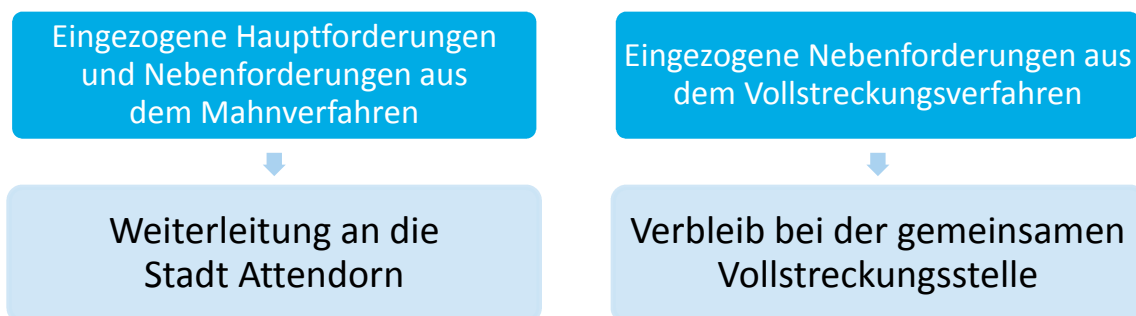 Eingezogene Hauptforderungen
und Nebenforderungen aus
dem Mahnverfahren
Weiterleitung an die
Stadt Attendorn
Eingezogene Nebenforderungen aus
dem Vollstreckungsverfahren
Verbleib bei der gemeinsamen
Vollstreckungsstelle